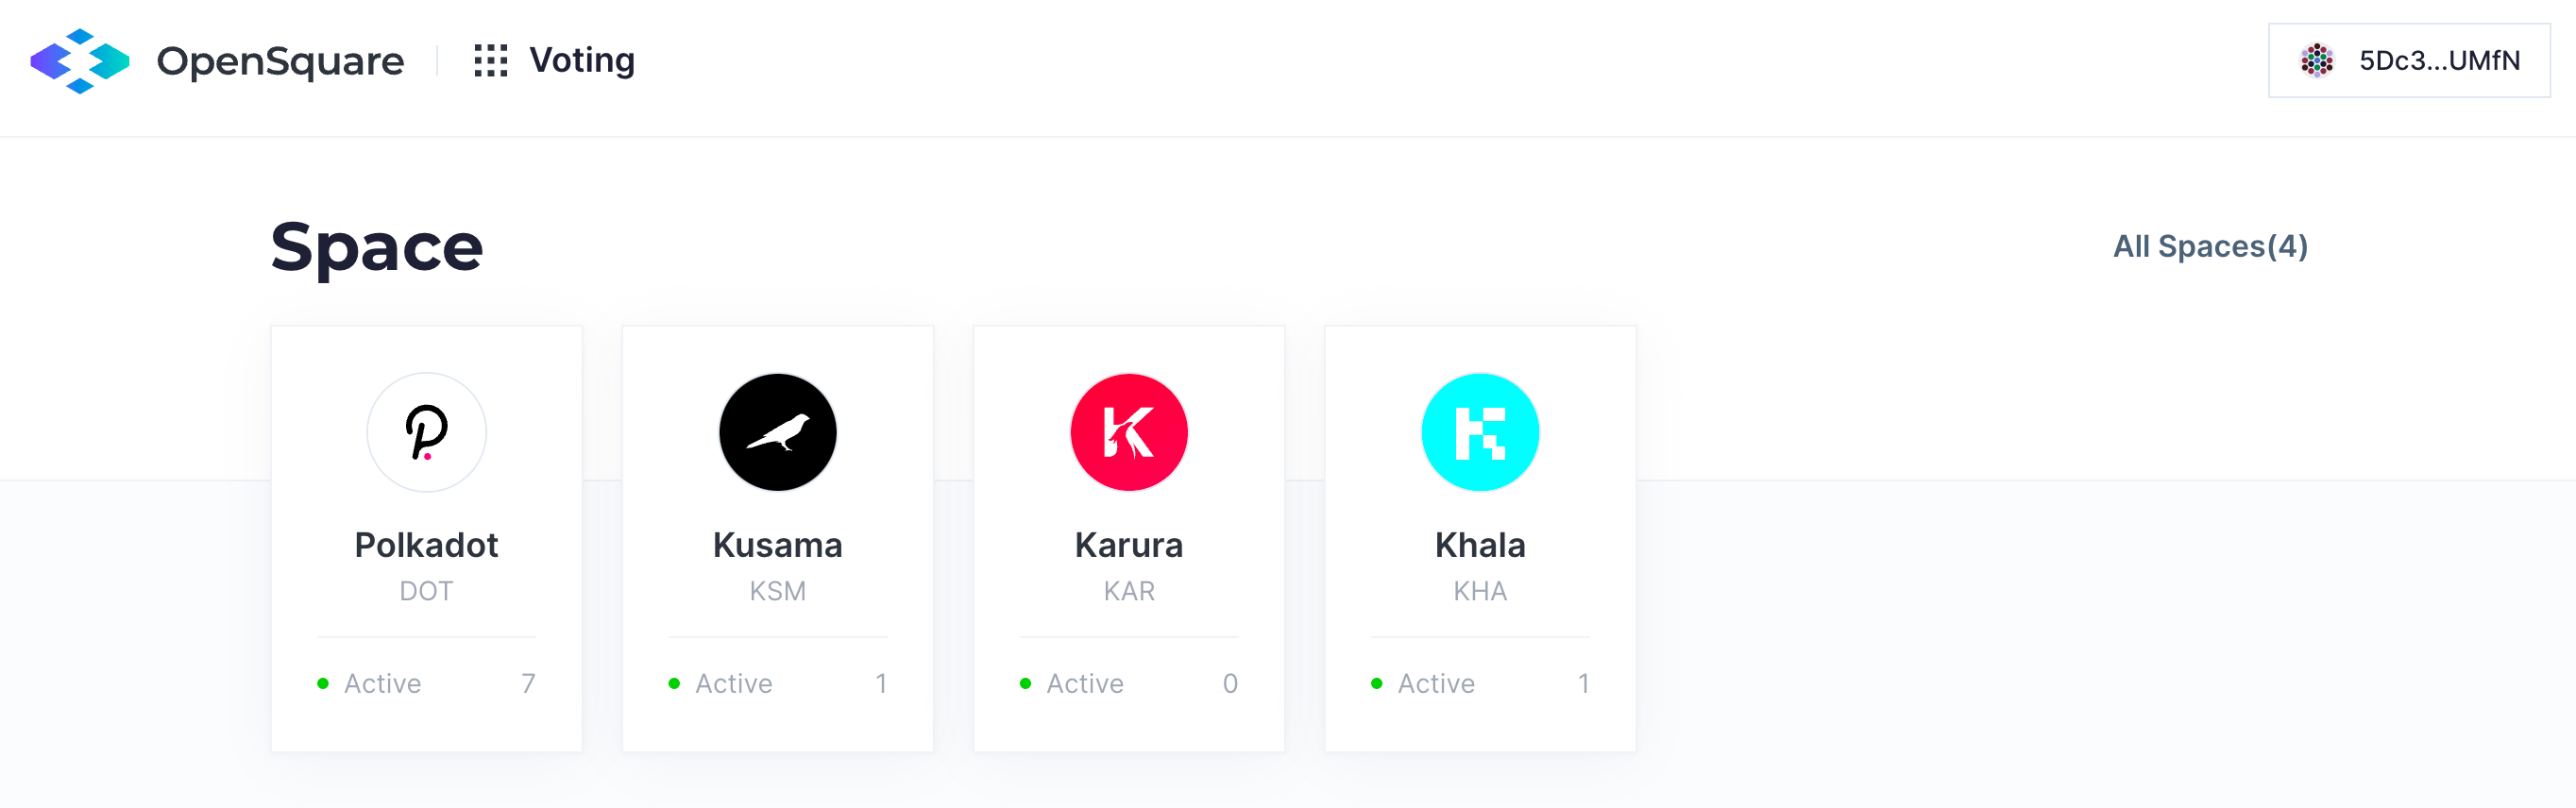 OpenSquare
Voting
5Dc3...UMfN
Space
All Spaces(4)
Polkadot
DOT
Active 7
Kusama
KSM
Active 1
Karura
KAR
Active 0
Khala
KHA
Active 1